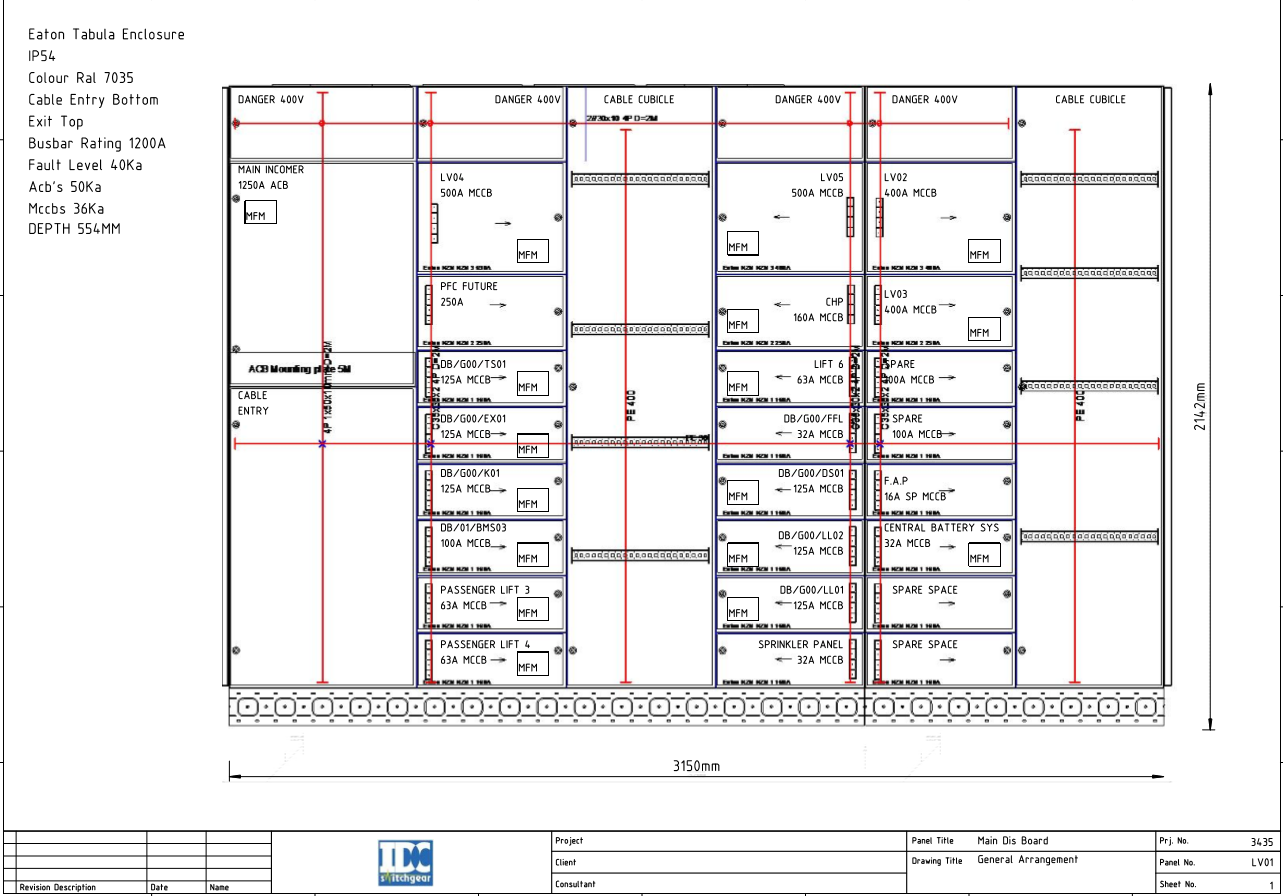 Eaton Tabula Enclosure
IP54
Colour Ral 7035
Cable Entry Bottom
Exit Top
Busbar Rating 1200A
Fault Level 40Ka
Acb's 50Ka
Mccbs 36Ka
DEPTH 554MM
DANGER 400V
MAIN INCOMER
1250A ACB
MFM
ACB Mounting plate 5M
CABLE
ENTRY
DANGER 400V
LV04
500A MCCB
MFM
PFC FUTURE
250A
DB/G00/TS01
125A MCCB
MFM
DB/G00/EX01
125A MCCB
MFM
DB/G00/K01
125A MCCB
MFM
DB/01/BMS03
100A MCCB
MFM
PASSENGER LIFT 3
63A MCCB
MFM
PASSENGER LIFT 4
63A MCCB
MFM
CABLE CUBICLE
PE 400
DANGER 400V
LV05
500A MCCB
MFM
CHP
160A MCCB
MFM
LIFT 6
63A MCCB
DB/G00/FFL
32A MCCB
DB/G00/DS01
125A MCCB
MFM
DB/G00/LL02
125A MCCB
MFM
DB/G00/LL01
125A MCCB
MFM
SPRINKLER PANEL
32A MCCB
DANGER 400V
LV02
400A MCCB
MFM
LV03
400A MCCB
MFM
SPARE
MCCB
SPARE
100A MCCB
F.A.P
16A SP MCCB
CENTRAL BATTERY SYS
32A MCCB
MFM
SPARE SPACE
SPARE SPACE
CABLE CUBICLE
PE 400
2142mm
3150mm
Revision Description Date Name
IDC
switchgear
Project
Client
Consultant
Panel Title Main Dis Board
Drawing Title General Arrangement
Prj. No. 3435
Panel No. LV01
Sheet No. 1